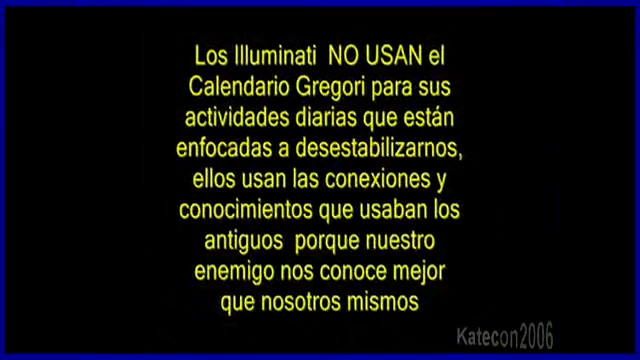 Los Illuminati  NO USAN el
Calendario Gregori para sus
actividades diarias que están
enfocadas a desestabilizarnos,
ellos usan las conexiones y
conocimientos que usaban los
antiguos  porque nuestro
enemigo nos conoce mejor
que nosotros mismos
Katecon2006